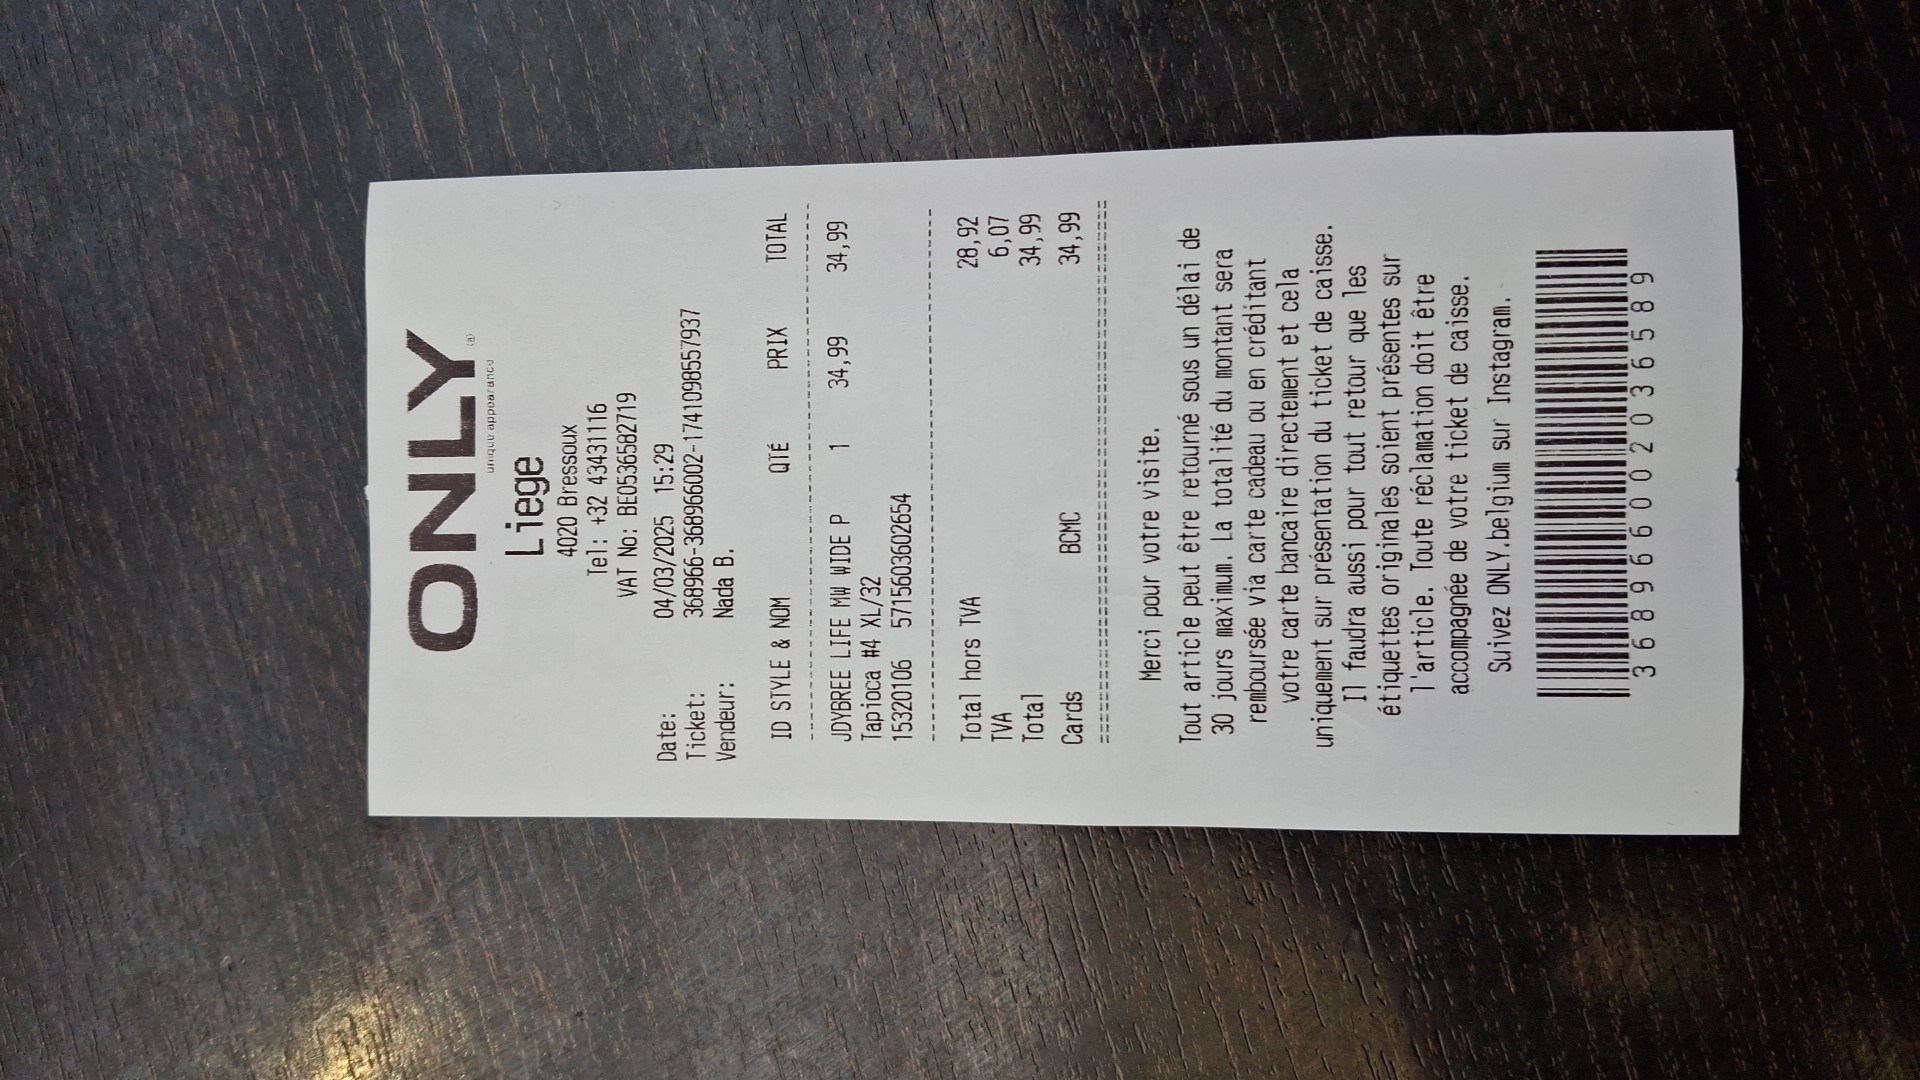 ONLY
unique appearance
Liege
4020 Bressoux
Tel: +32 43431116
VAT No: BE0536582719
Date: 04/03/2025 15:29
Ticket: 368966-368966002-1741098557937
Vendeur: Nada B.
ID STYLE & NOM QTÉ PRIX TOTAL
JDYBREE LIFE MW WIDE P 1 34,99 34,99
Tapioca #4 XL/32
15320106 5715603602654
Total hors TVA 28,92
TVA 6,07
Total 34,99
Cards BCMC 34,99
Merci pour votre visite.
Tout article peut être retourné sous un délai de
30 jours maximum. La totalité du montant sera
remboursée via carte cadeau ou en créditant
votre carte bancaire directement et cela
uniquement sur présentation du ticket de caisse.
Il faudra aussi pour tout retour que les
étiquettes originales soient présentes sur
l'article. Toute réclamation doit être
accompagnée de votre ticket de caisse.
Suivez ONLY.belgium sur Instagram.
368966002036589